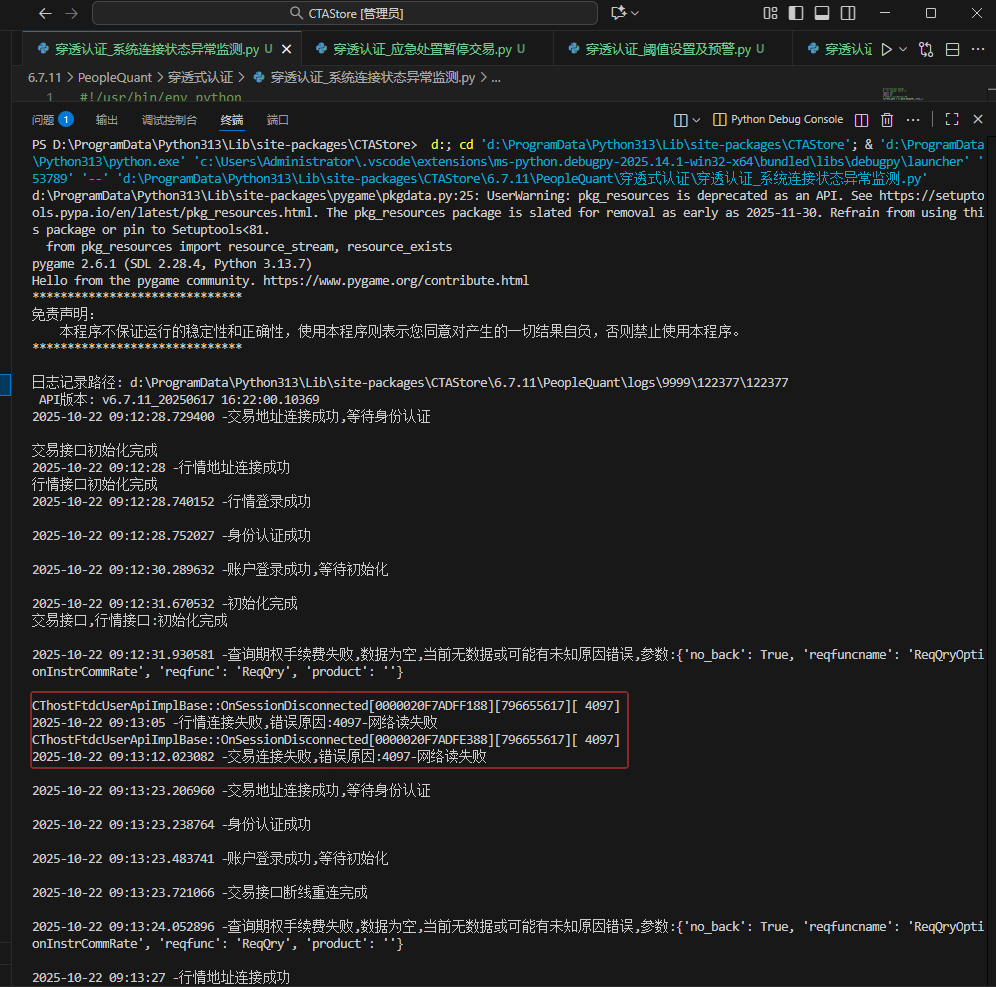 CTAStore [管理员]
穿透认证_系统连接状态异常监测.py U
穿透认证_应急处置暂停交易.py U
穿透认证_阈值设置及预警.py U
穿透认证
6.7.11 > PeopleQuant > 穿透式认证 > 穿透认证_系统连接状态异常监测.py > ...
1 #!/usr/bin/env python
问题 1 输出 调试控制台 终端 端口
Python Debug Console
PS D:\ProgramData\Python313\Lib\site-packages\CTAStore> d:; cd 'd:\ProgramData\Python313\Lib\site-packages\CTAStore'; & 'd:\ProgramData
\Python313\python.exe' 'c:\Users\Administrator\.vscode\extensions\ms-python.debugpy-2025.14.1-win32-x64\bundled\libs\debugpy\launcher' '
53789' '--' 'd:\ProgramData\Python313\Lib\site-packages\CTAStore\6.7.11\PeopleQuant\穿透式认证\穿透认证_系统连接状态异常监测.py'
d:\ProgramData\Python313\Lib\site-packages\pygame\pkgdata.py:25: UserWarning: pkg_resources is deprecated as an API. See https://setupto
ols.pypa.io/en/latest/pkg_resources.html. The pkg_resources package is slated for removal as early as 2025-11-30. Refrain from using thi
s package or pin to Setuptools<81.
from pkg_resources import resource_stream, resource_exists
pygame 2.6.1 (SDL 2.28.4, Python 3.13.7)
Hello from the pygame community. https://www.pygame.org/contribute.html
******************************
免责声明:
本程序不保证运行的稳定性和正确性，使用本程序则表示您同意对产生的一切结果自负，否则禁止使用本程序。
******************************
日志记录路径: d:\ProgramData\Python313\Lib\site-packages\CTAStore\6.7.11\PeopleQuant\logs\9999\122377\122377
API版本: v6.7.11_20250617 16:22:00.10369
2025-10-22 09:12:28.729400 -交易地址连接成功,等待身份认证
交易接口初始化完成
2025-10-22 09:12:28 -行情地址连接成功
行情接口初始化完成
2025-10-22 09:12:28.740152 -行情登录成功
2025-10-22 09:12:28.752027 -身份认证成功
2025-10-22 09:12:30.289632 -账户登录成功,等待初始化
2025-10-22 09:12:31.670532 -初始化完成
交易接口,行情接口:初始化完成
2025-10-22 09:12:31.930581 -查询期权手续费失败,数据为空,当前无数据或可能有未知原因错误,参数:{'no_back': True, 'reqfuncname': 'ReqQryOpti
onInstrCommRate', 'reqfunc': 'ReqQry', 'product': ''}
CThostFtdcUserApiImplBase::OnSessionDisconnected[0000020F7ADFF188][796655617][ 4097]
2025-10-22 09:13:05 -行情连接失败,错误原因:4097-网络读失败
CThostFtdcUserApiImplBase::OnSessionDisconnected[0000020F7ADFE388][796655617][ 4097]
2025-10-22 09:13:12.023082 -交易连接失败,错误原因:4097-网络读失败
2025-10-22 09:13:23.206960 -交易地址连接成功,等待身份认证
2025-10-22 09:13:23.238764 -身份认证成功
2025-10-22 09:13:23.483741 -账户登录成功,等待初始化
2025-10-22 09:13:23.721066 -交易接口断线重连完成
2025-10-22 09:13:24.052896 -查询期权手续费失败,数据为空,当前无数据或可能有未知原因错误,参数:{'no_back': True, 'reqfuncname': 'ReqQryOpti
onInstrCommRate', 'reqfunc': 'ReqQry', 'product': ''}
2025-10-22 09:13:27 -行情地址连接成功